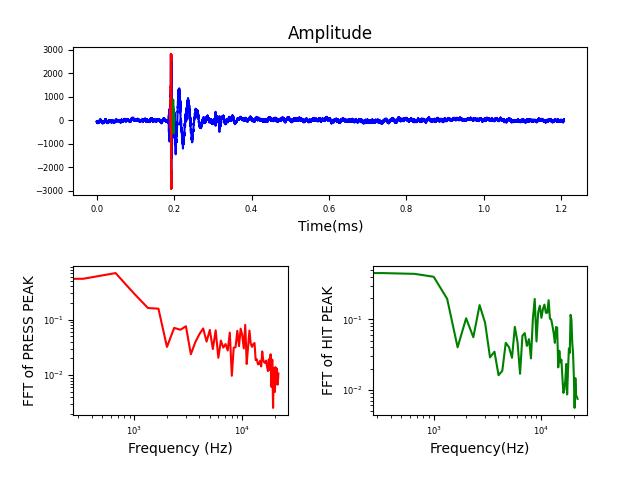 Amplitude
3000
2000
1000
0
−1000
−2000
−3000
0.0 0.2 0.4 0.6 0.8 1.0 1.2
Time(ms)
FFT of PRESS PEAK
10⁻¹
10⁻²
10³ 10⁴
Frequency (Hz)
FFT of HIT PEAK
10⁻¹
10⁻²
10³ 10⁴
Frequency(Hz)